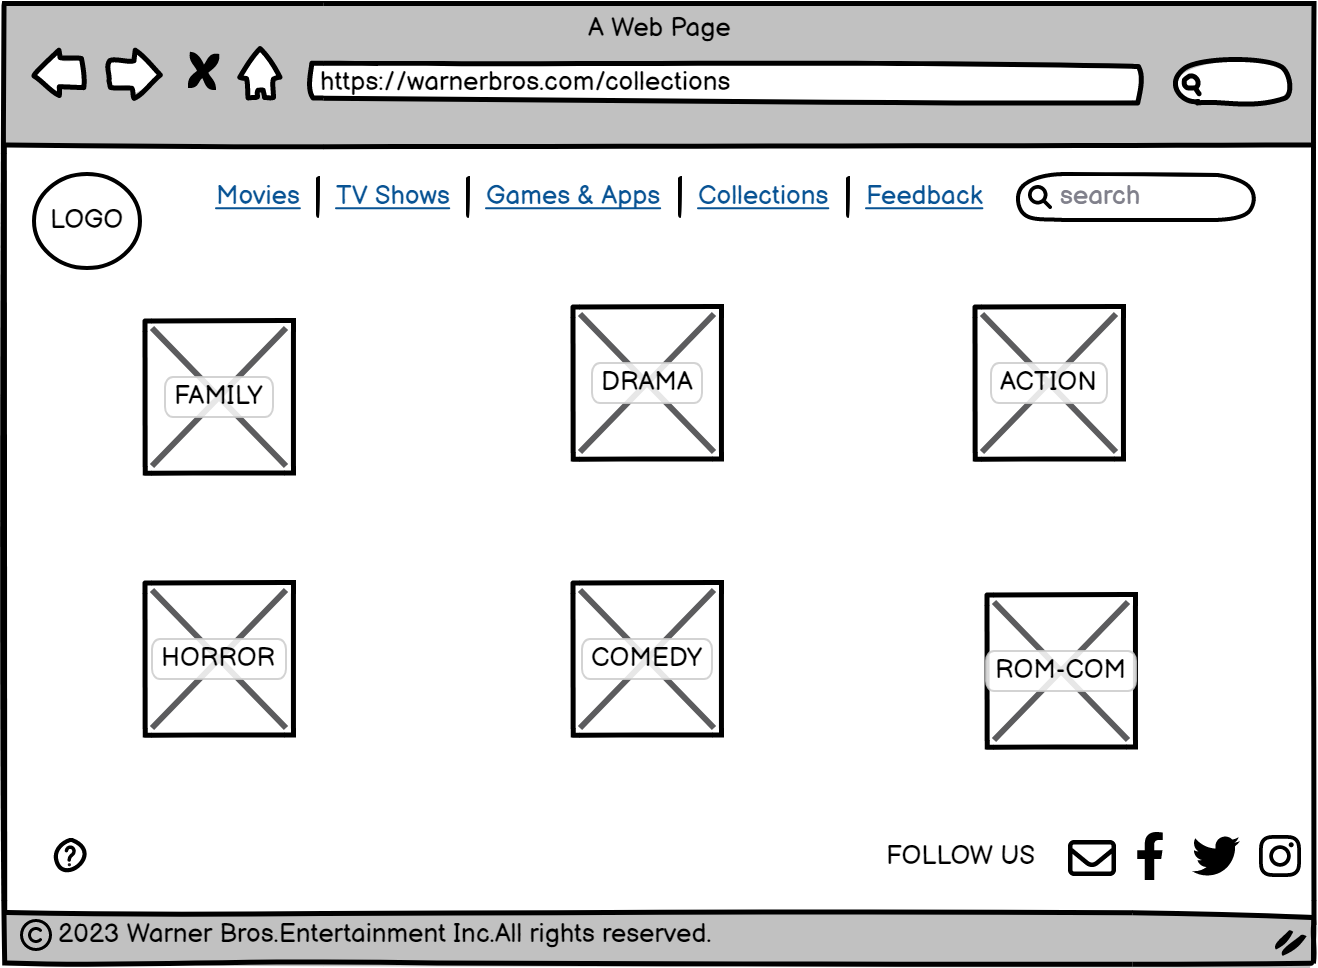 A Web Page
https://warnerbros.com/collections
LOGO
Movies
TV Shows
Games & Apps
Collections
Feedback
search
FAMILY
DRAMA
ACTION
HORROR
COMEDY
ROM-COM
?
FOLLOW US
© 2023 Warner Bros.Entertainment Inc.All rights reserved.